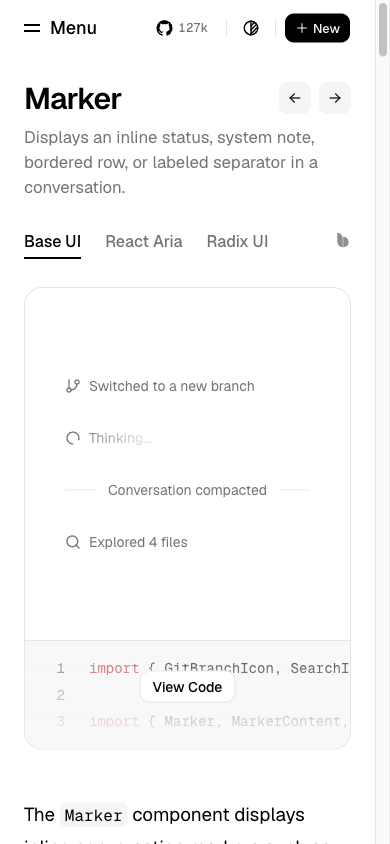 Menu
127k
New
Marker
Displays an inline status, system note,
bordered row, or labeled separator in a
conversation.
Base UI
React Aria
Radix UI
Switched to a new branch
Thinking...
Conversation compacted
Explored 4 files
1 import { GitBranchIcon, SearchI
View Code
2
3 import { Marker, MarkerContent,
The Marker component displays